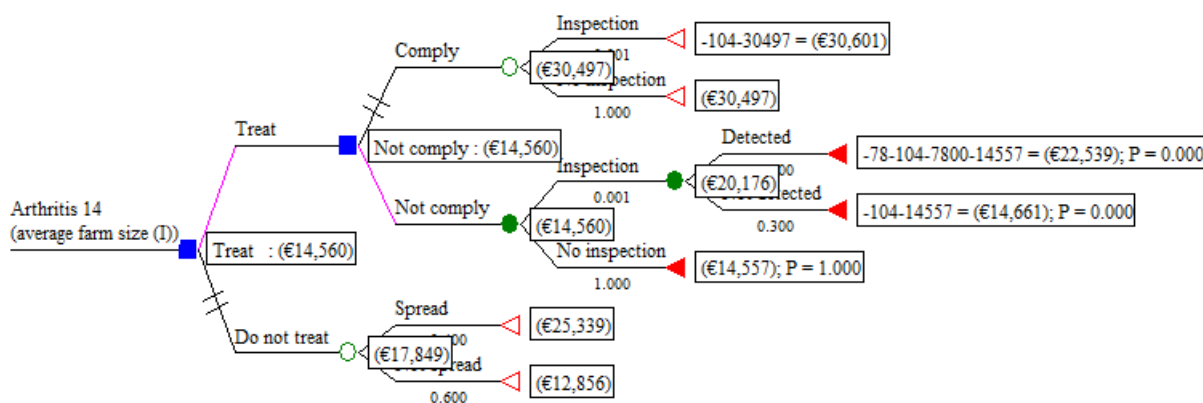 Inspection
-104-30497 = (€30,601)
Comply
(€30,497)
inspection
(€30,497)
1.000
Treat
Not comply : (€14,560)
Detected
-78-104-7800-14557 = (€22,539); P = 0.000
Inspection
(€20,176)
0.001
-104-14557 = (€14,661); P = 0.000
0.300
Not comply
(€14,560)
No inspection
(€14,557); P = 1.000
1.000
Arthritis 14
(average farm size (I))
Treat : (€14,560)
Spread
(€25,339)
Do not treat
(€17,849)
(€12,856)
0.600